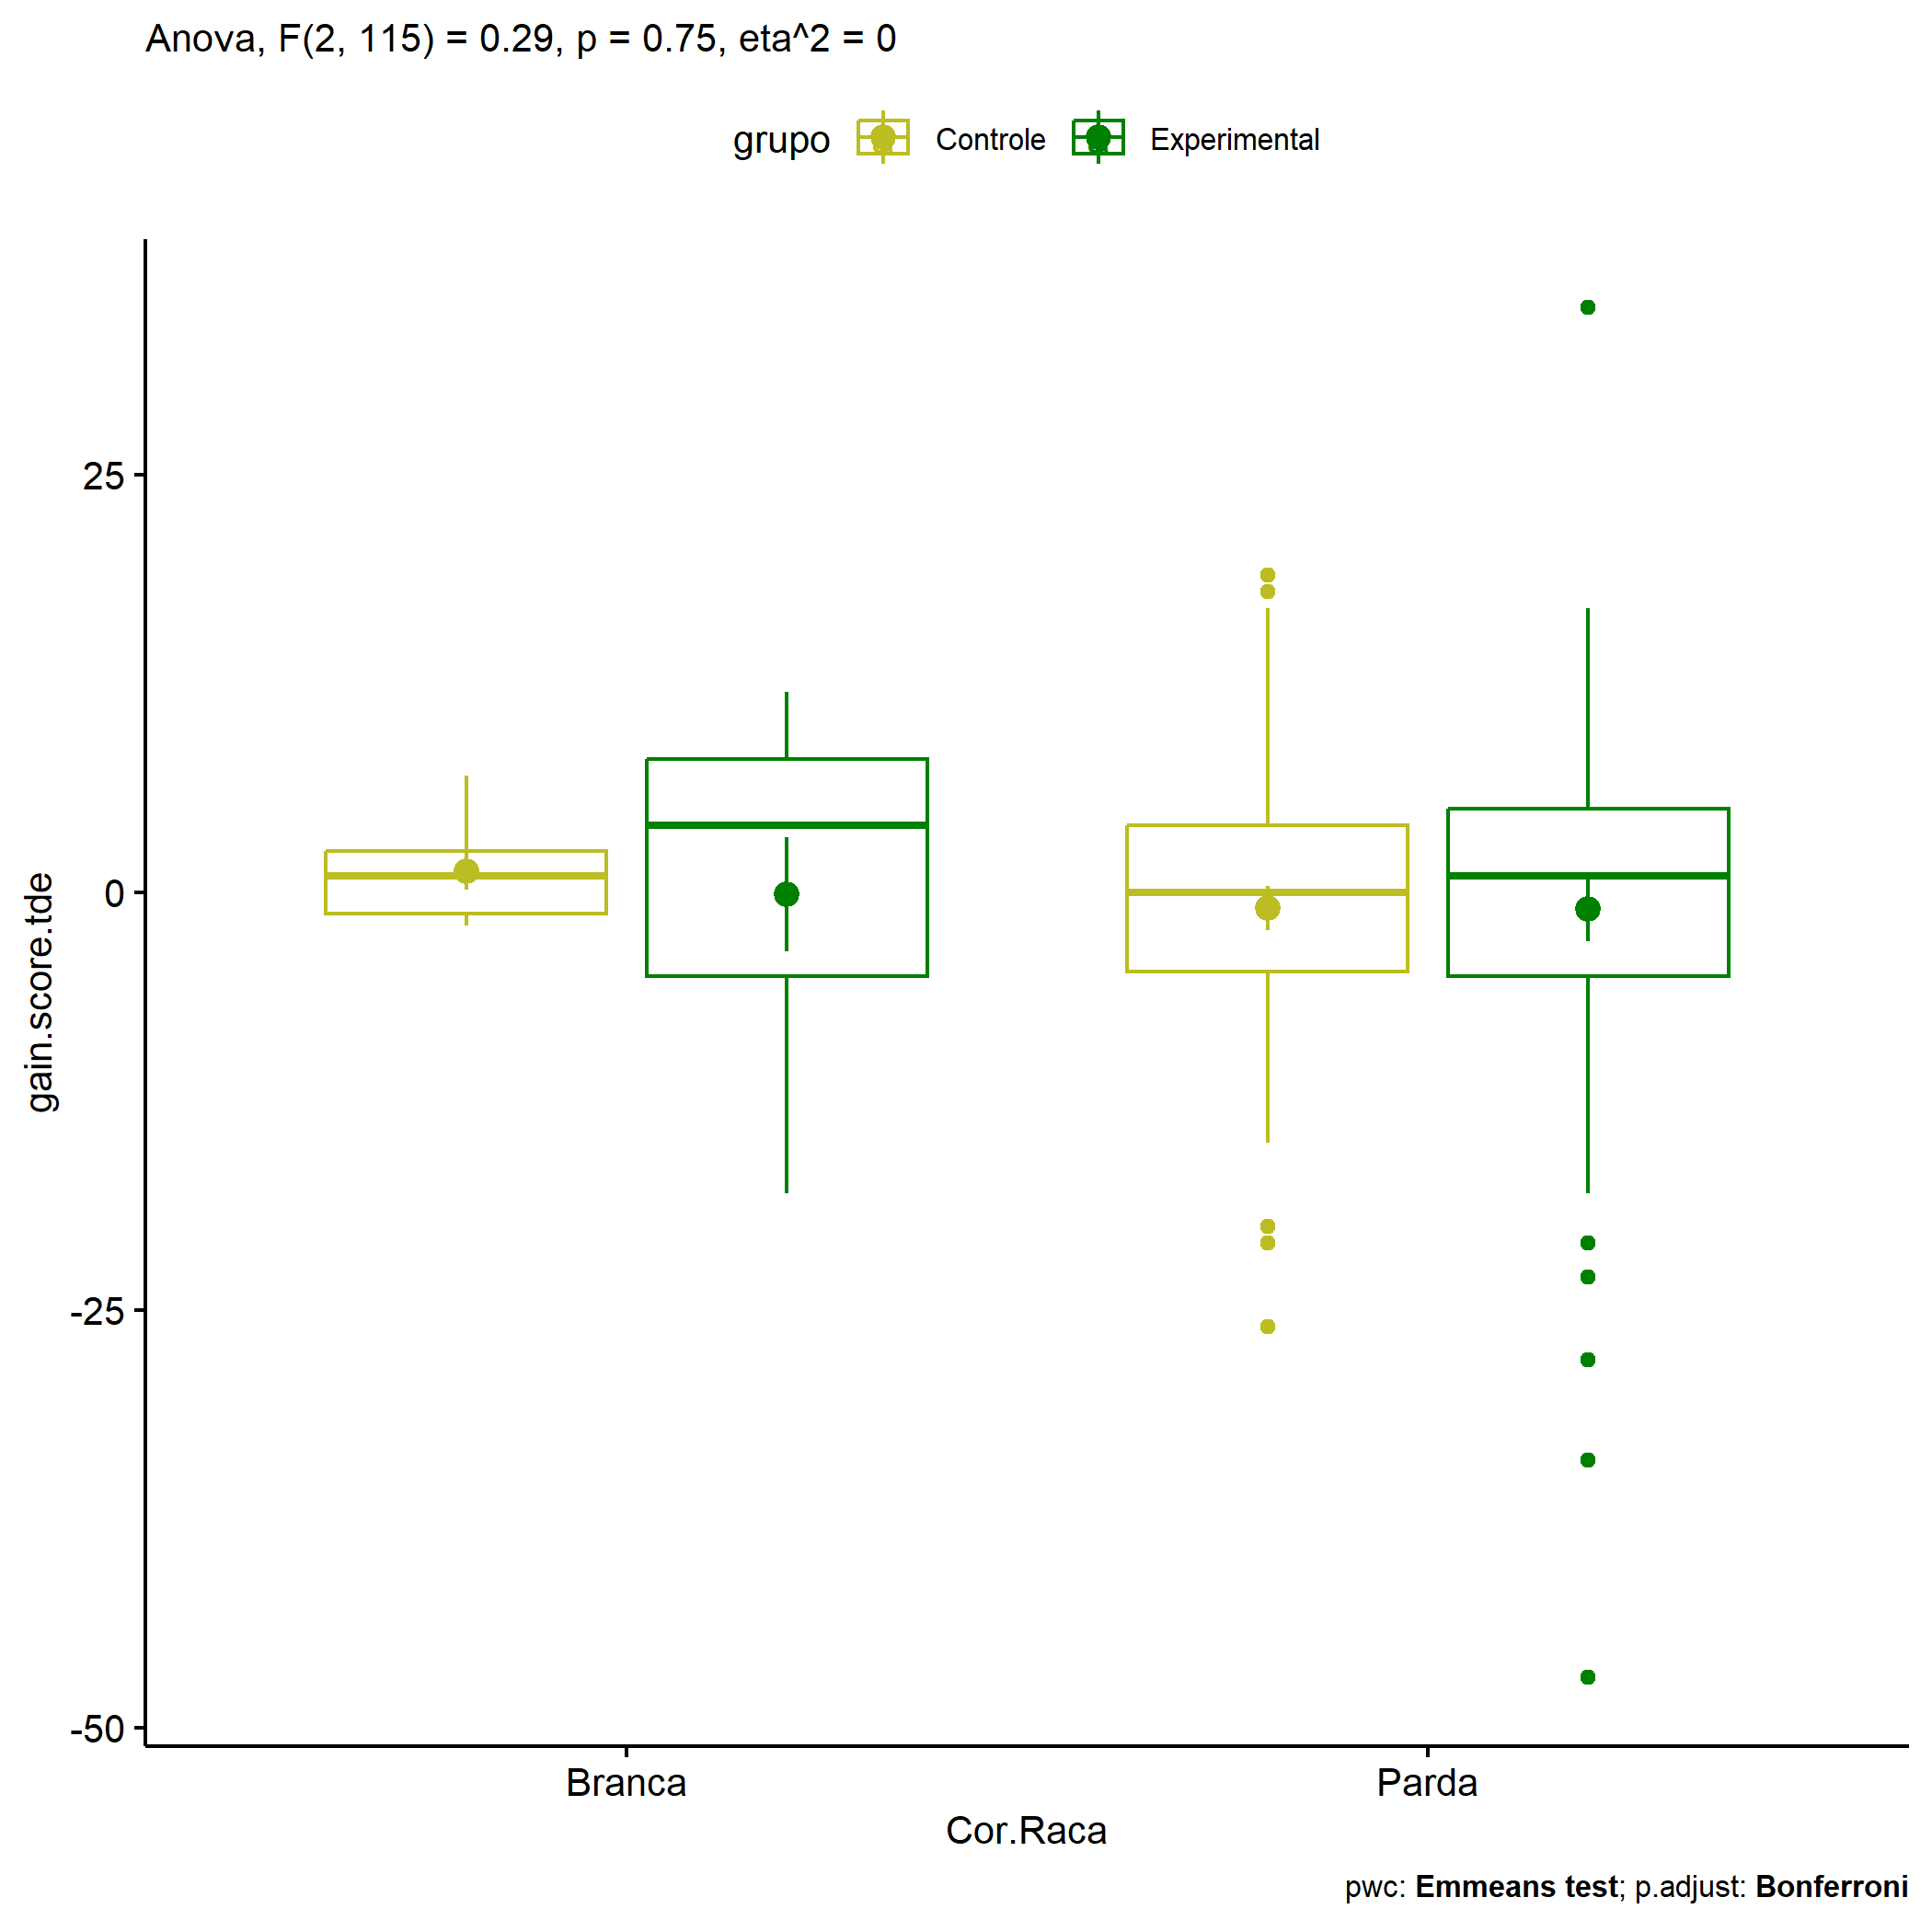 Anova, F(2, 115) = 0.29, p = 0.75, eta^2 = 0
grupo Controle Experimental
gain.score.tde
25
0
-25
-50
Branca Parda
Cor.Raca
pwc: Emmeans test; p.adjust: Bonferroni